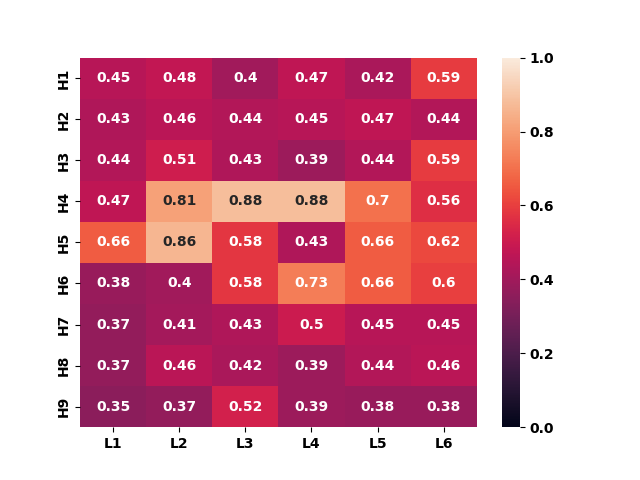 H1 0.45 0.48 0.4 0.47 0.42 0.59
H2 0.43 0.46 0.44 0.45 0.47 0.44
H3 0.44 0.51 0.43 0.39 0.44 0.59
H4 0.47 0.81 0.88 0.88 0.7 0.56
H5 0.66 0.86 0.58 0.43 0.66 0.62
H6 0.38 0.4 0.58 0.73 0.66 0.6
H7 0.37 0.41 0.43 0.5 0.45 0.45
H8 0.37 0.46 0.42 0.39 0.44 0.46
H9 0.35 0.37 0.52 0.39 0.38 0.38
L1 L2 L3 L4 L5 L6
1.0
0.8
0.6
0.4
0.2
0.0